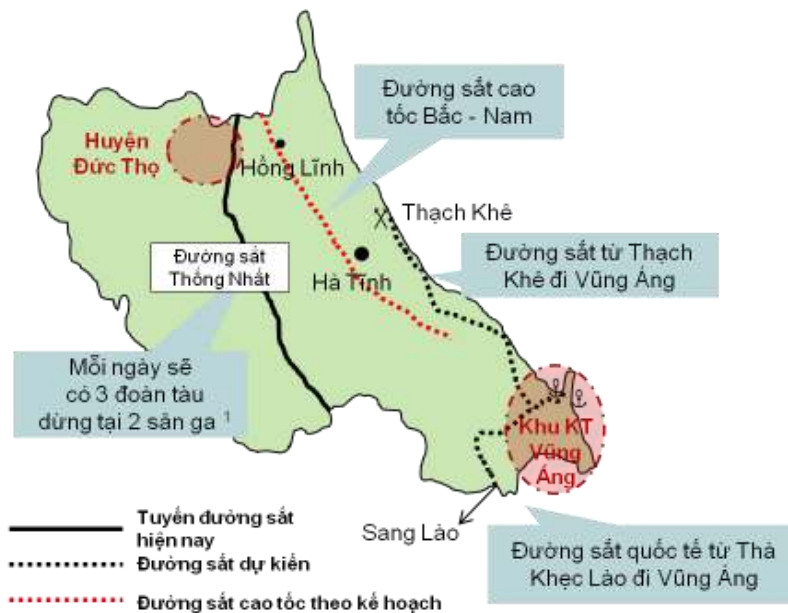 Đường sắt cao
tốc Bắc - Nam
Huyện
Đức Thọ
Hồng Lĩnh
Thạch Khê
Đường sắt
Thống Nhất
Hà Tĩnh
Đường sắt từ Thạch
Khê đi Vũng Áng
Mỗi ngày sẽ
có 3 đoàn tàu
dừng tại 2 sân ga ¹
Khu KT
Vũng
Áng
Sang Lào
Tuyến đường sắt
hiện nay
Đường sắt dự kiến
Đường sắt cao tốc theo kế hoạch
Đường sắt quốc tế từ Thà
Khẹc Lào đi Vũng Áng